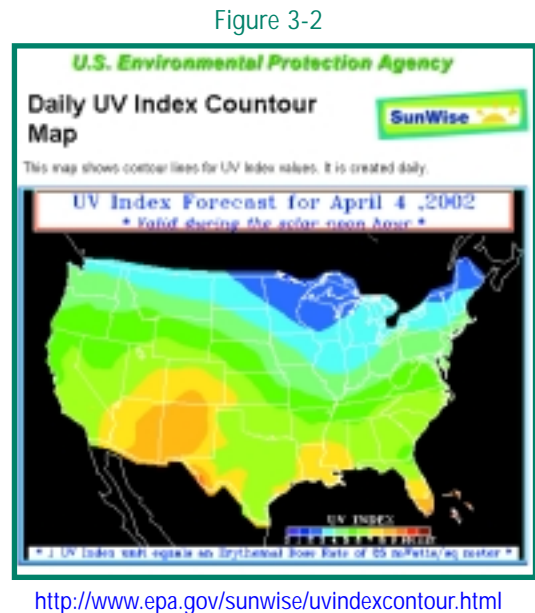 Figure 3-2
U.S. Environmental Protection Agency
Daily UV Index Countour
Map
SunWise
This map shows contour lines for UV Index values. It is created daily.
UV Index Forecast for April 4 ,2002
* Valid during the solar noon hour *
UV INDEX
* 1 UV Index unit equals an Erythemal Dose Rate of 25 mWatts/sq meter *
http://www.epa.gov/sunwise/uvindexcontour.html